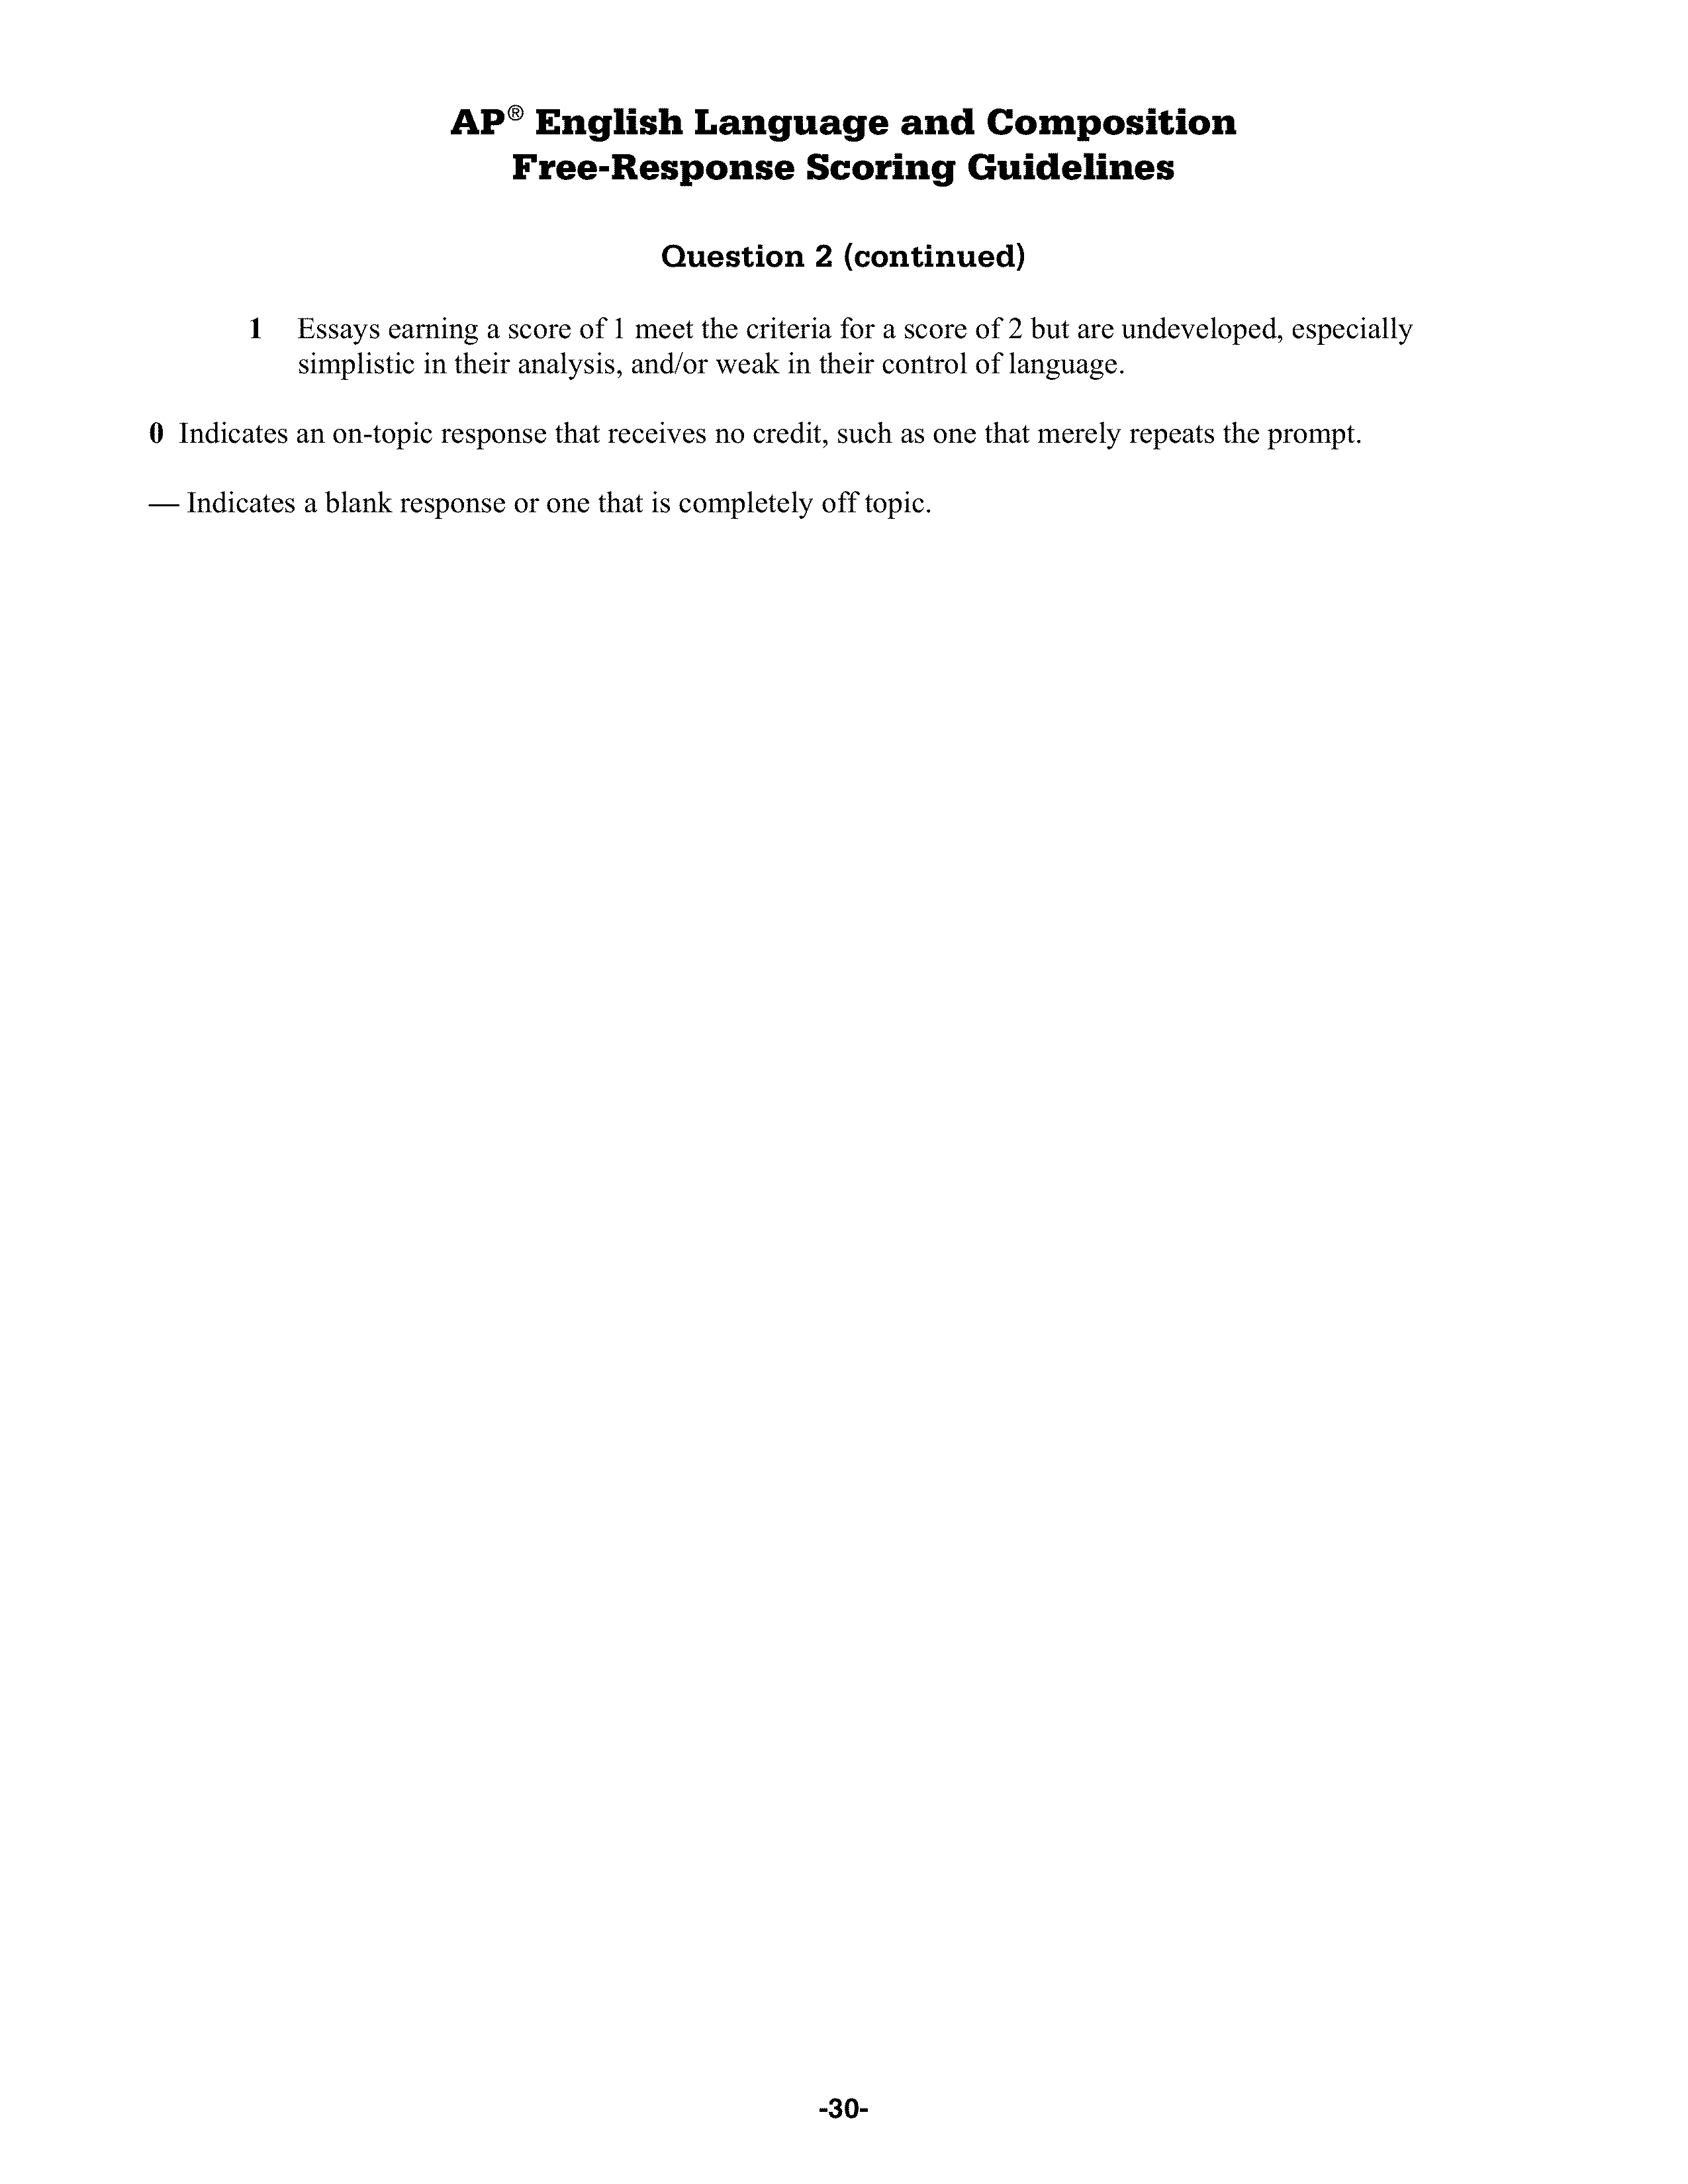 AP® English Language and Composition
Free-Response Scoring Guidelines
Question 2 (continued)
1 Essays earning a score of 1 meet the criteria for a score of 2 but are undeveloped, especially
simplistic in their analysis, and/or weak in their control of language.
0 Indicates an on-topic response that receives no credit, such as one that merely repeats the prompt.
— Indicates a blank response or one that is completely off topic.
-30-